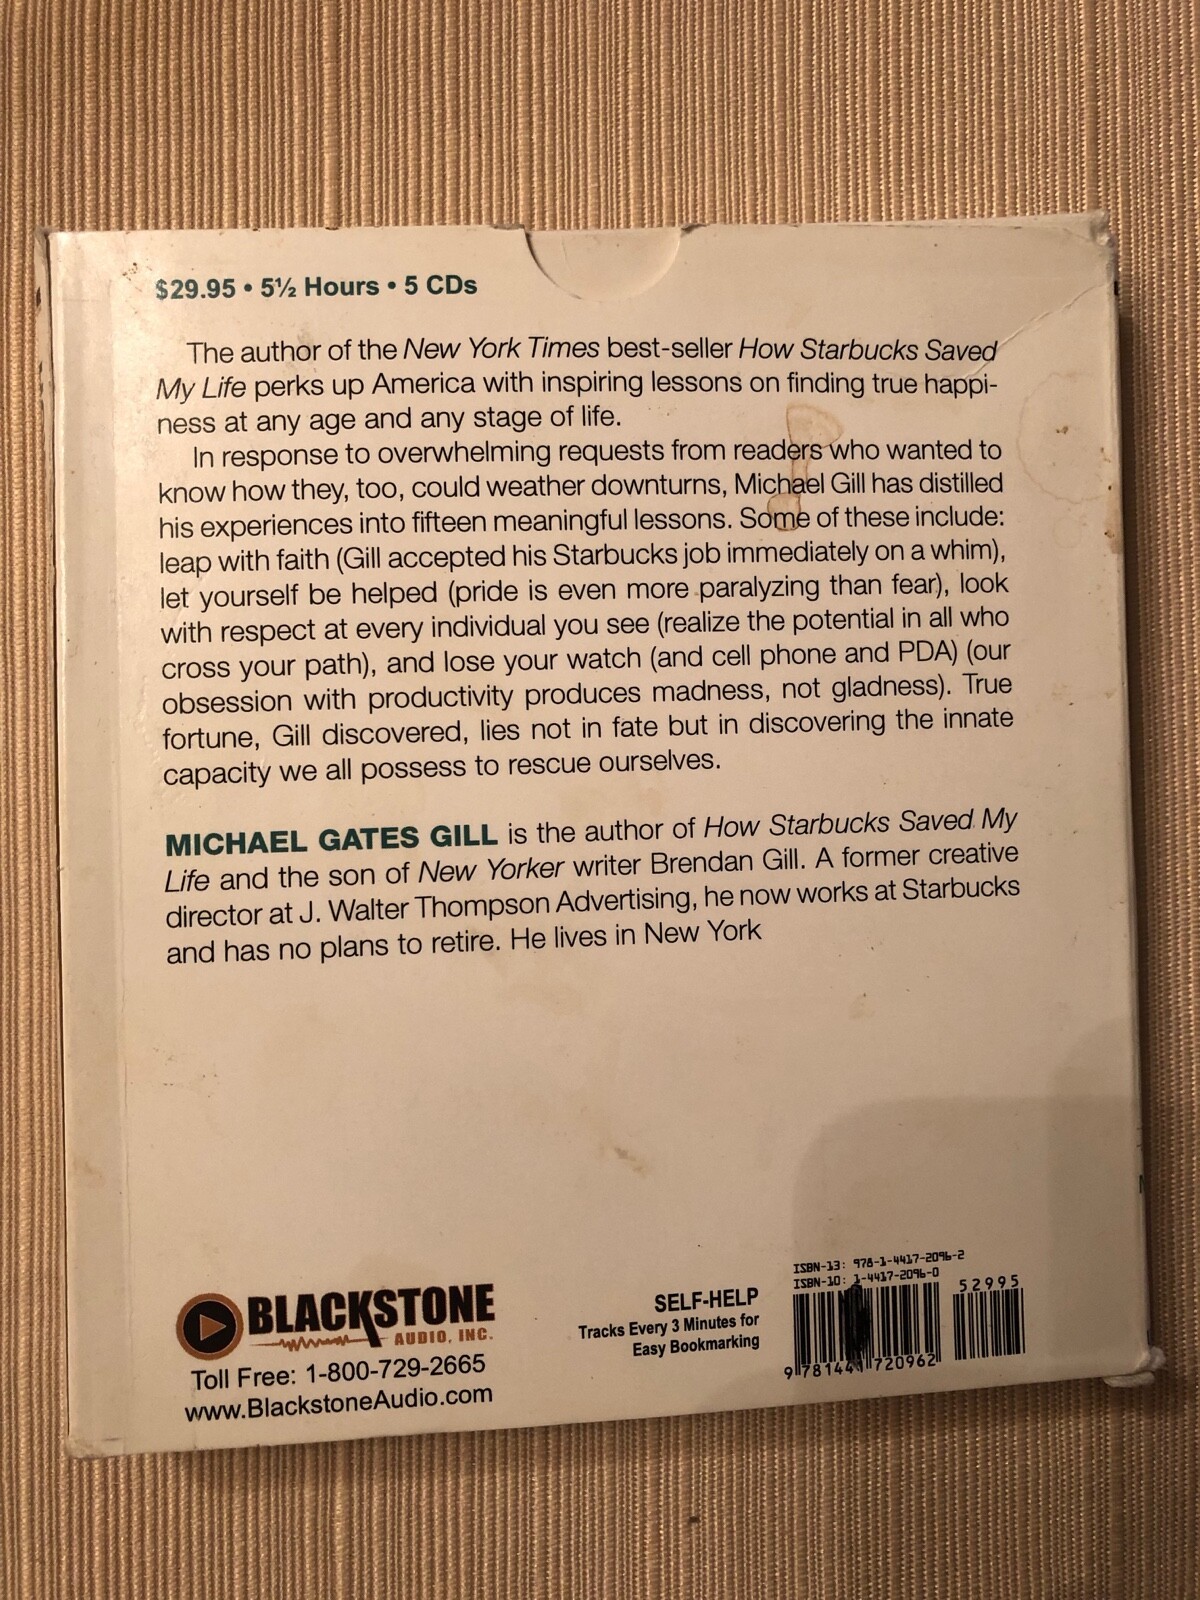 $29.95 • 5½ Hours • 5 CDs
The author of the New York Times best-seller How Starbucks Saved
My Life perks up America with inspiring lessons on finding true happi-
ness at any age and any stage of life.
In response to overwhelming requests from readers who wanted to
know how they, too, could weather downturns, Michael Gill has distilled
his experiences into fifteen meaningful lessons. Some of these include:
leap with faith (Gill accepted his Starbucks job immediately on a whim),
let yourself be helped (pride is even more paralyzing than fear), look
with respect at every individual you see (realize the potential in all who
cross your path), and lose your watch (and cell phone and PDA) (our
obsession with productivity produces madness, not gladness). True
fortune, Gill discovered, lies not in fate but in discovering the innate
capacity we all possess to rescue ourselves.
MICHAEL GATES GILL is the author of How Starbucks Saved My
Life and the son of New Yorker writer Brendan Gill. A former creative
director at J. Walter Thompson Advertising, he now works at Starbucks
and has no plans to retire. He lives in New York
BLACKSTONE
AUDIO, INC.
Toll Free: 1-800-729-2665
www.BlackstoneAudio.com
SELF-HELP
Tracks Every 3 Minutes for
Easy Bookmarking
ISBN-13: 978-1-4417-2096-2
ISBN-10: 1-4417-2096-0
52995
9 781441 720962